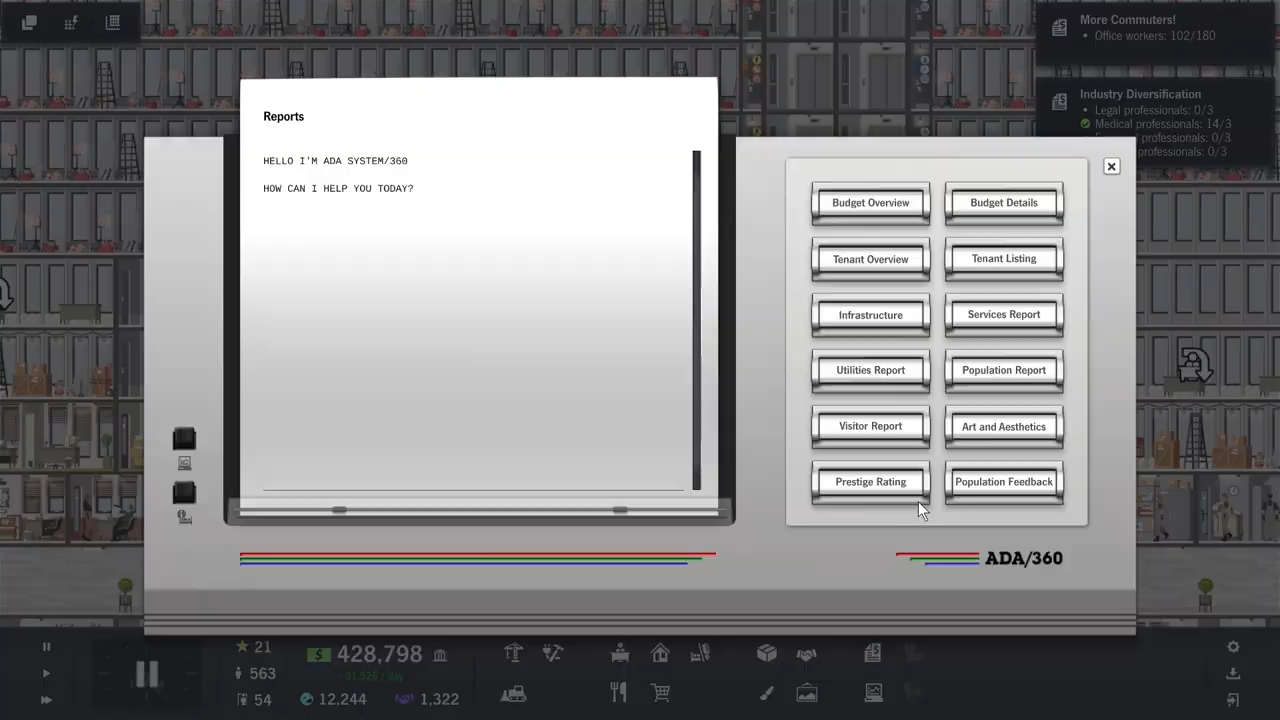 More Commuters!
• Office workers: 102/180
Industry Diversification
• Legal professionals: 0/3
Medical professionals: 14/3
professionals: 0/3
professionals: 0/3
Reports
HELLO I'M ADA SYSTEM/360
HOW CAN I HELP YOU TODAY?
Budget Overview
Budget Details
Tenant Overview
Tenant Listing
Infrastructure
Services Report
Utilities Report
Population Report
Visitor Report
Art and Aesthetics
Prestige Rating
Population Feedback
ADA/360
21
563
54
$ 428,798
12,244
1,322